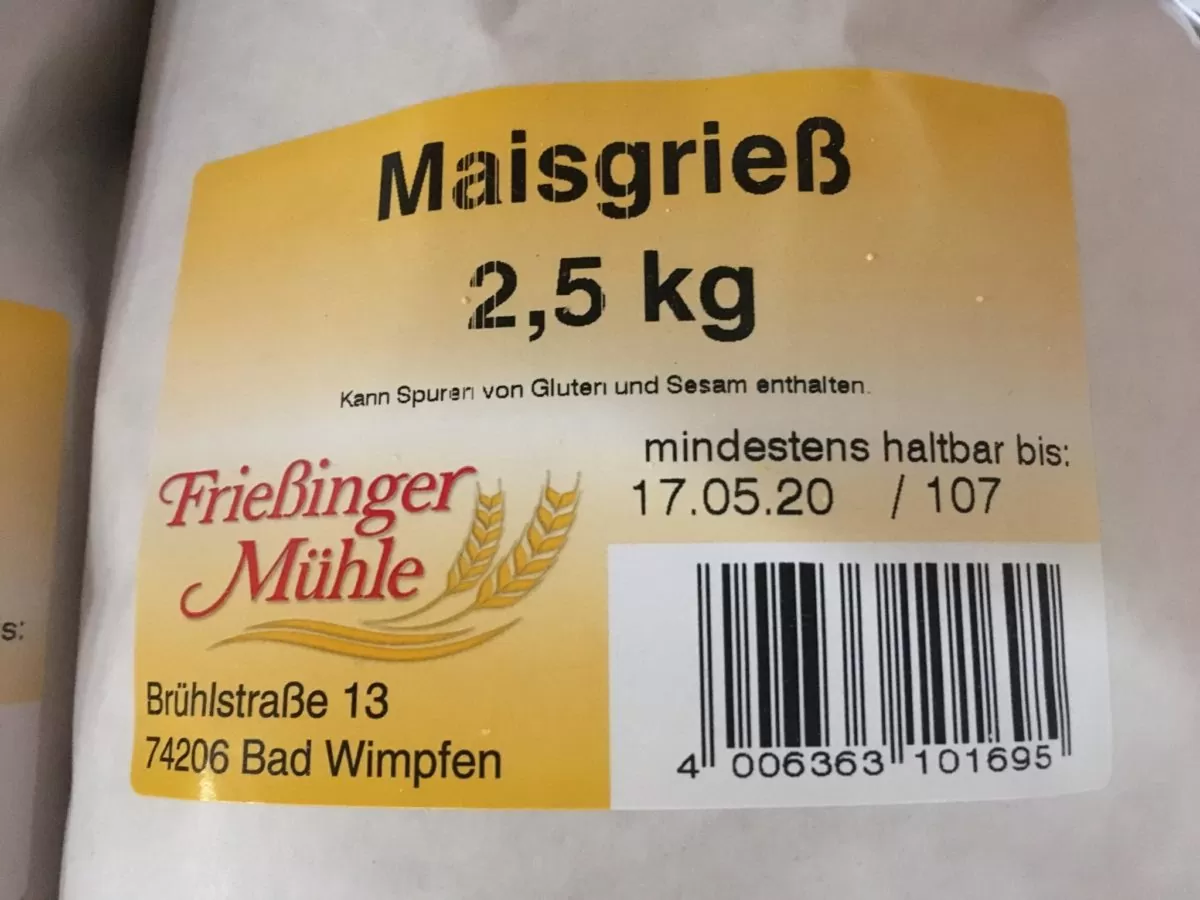 Maisgrieß
2,5 kg
Kann Spuren von Gluten und Sesam enthalten.
mindestens haltbar bis:
17.05.20 / 107
Frießinger
Mühle
Brühlstraße 13
74206 Bad Wimpfen
4 006363 101695
s: